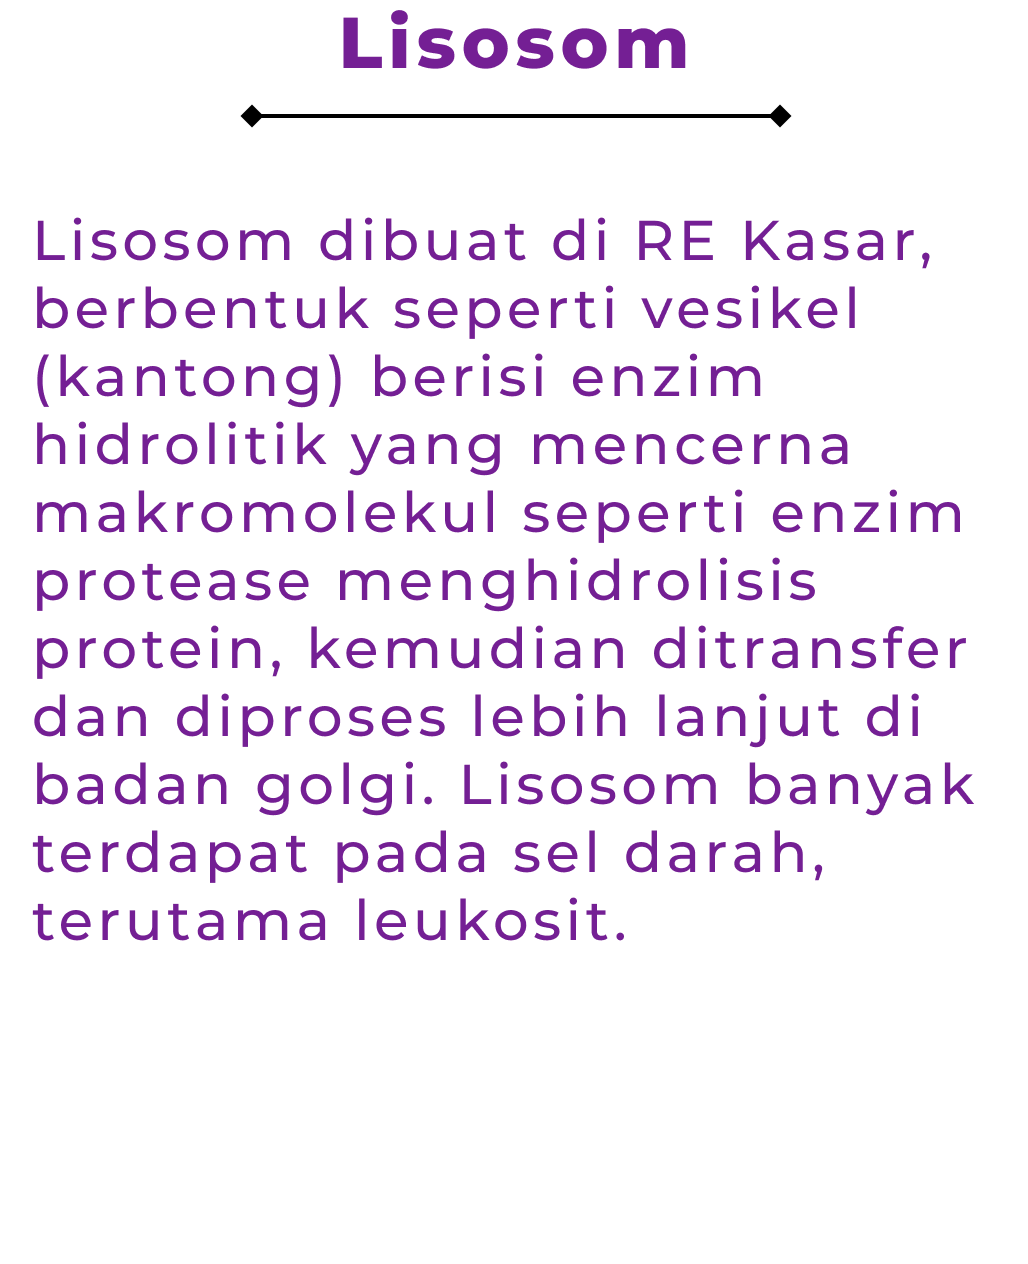 Lisosom
Lisosom dibuat di RE Kasar,
berbentuk seperti vesikel
(kantong) berisi enzim
hidrolitik yang mencerna
makromolekul seperti enzim
protease menghidrolisis
protein, kemudian ditransfer
dan diproses lebih lanjut di
badan golgi. Lisosom banyak
terdapat pada sel darah,
terutama leukosit.